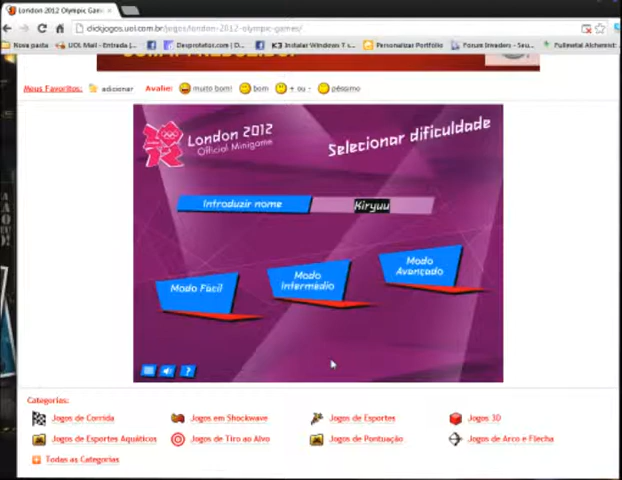 London 2012 Olympic Game
clickjogos.uol.com.br/jogos/london-2012-olympic-games/
Nova pasta
UOL Mail - Entrada (...
Desprotetor.com | D...
Instalar Windows 7 s...
Personalizar Portfólio
Forum Invaders - Seu...
Fullmetal Alchemist:
Meus Favoritos:
adicionar
Avalie:
muito bom!
bom
+ ou -
péssimo
London 2012
Official Minigame
Selecionar dificuldade
Introduzir nome
Kiryuu
Modo Fácil
Modo
Intermédio
Modo
Avançado
?
Categorias:
Jogos de Corrida
Jogos em Shockwave
Jogos de Esportes
Jogos 3D
Jogos de Esportes Aquáticos
Jogos de Tiro ao Alvo
Jogos de Pontuação
Jogos de Arco e Flecha
Todas as Categorias